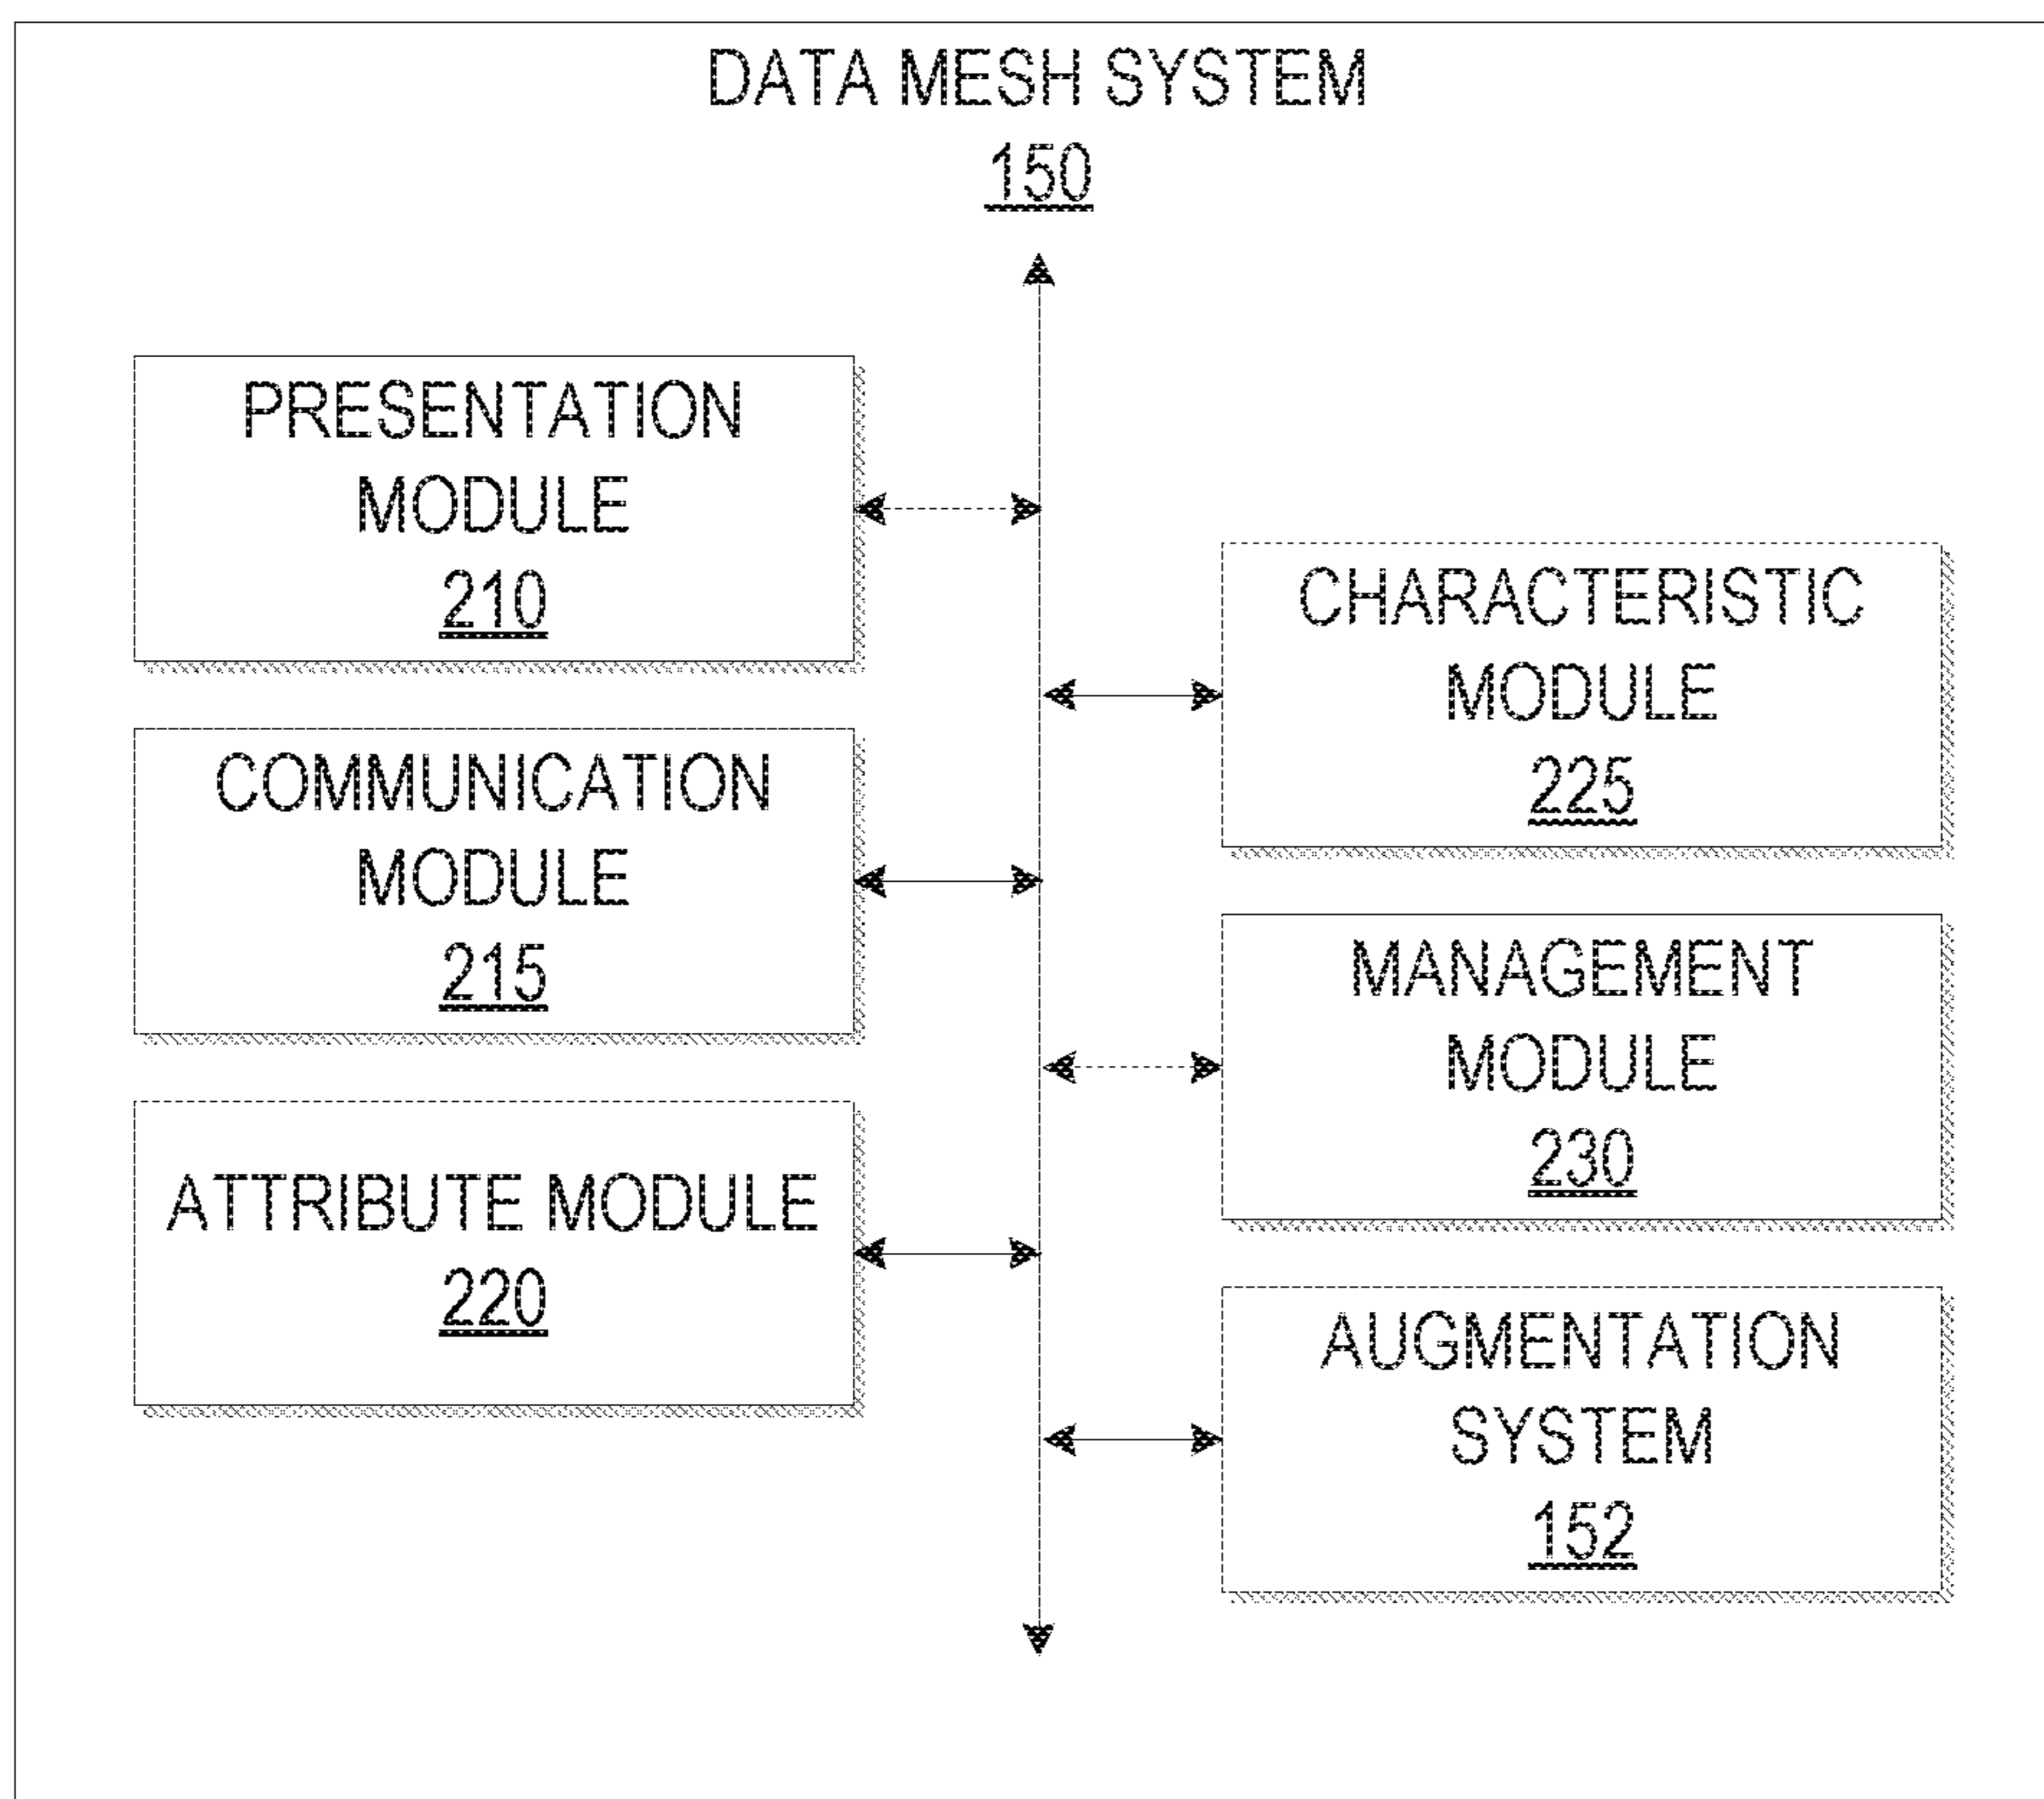 DATA MESH SYSTEM
150
PRESENTATION
MODULE
210
COMMUNICATION
MODULE
215
ATTRIBUTE MODULE
220
CHARACTERISTIC
MODULE
225
MANAGEMENT
MODULE
230
AUGMENTATION
SYSTEM
152